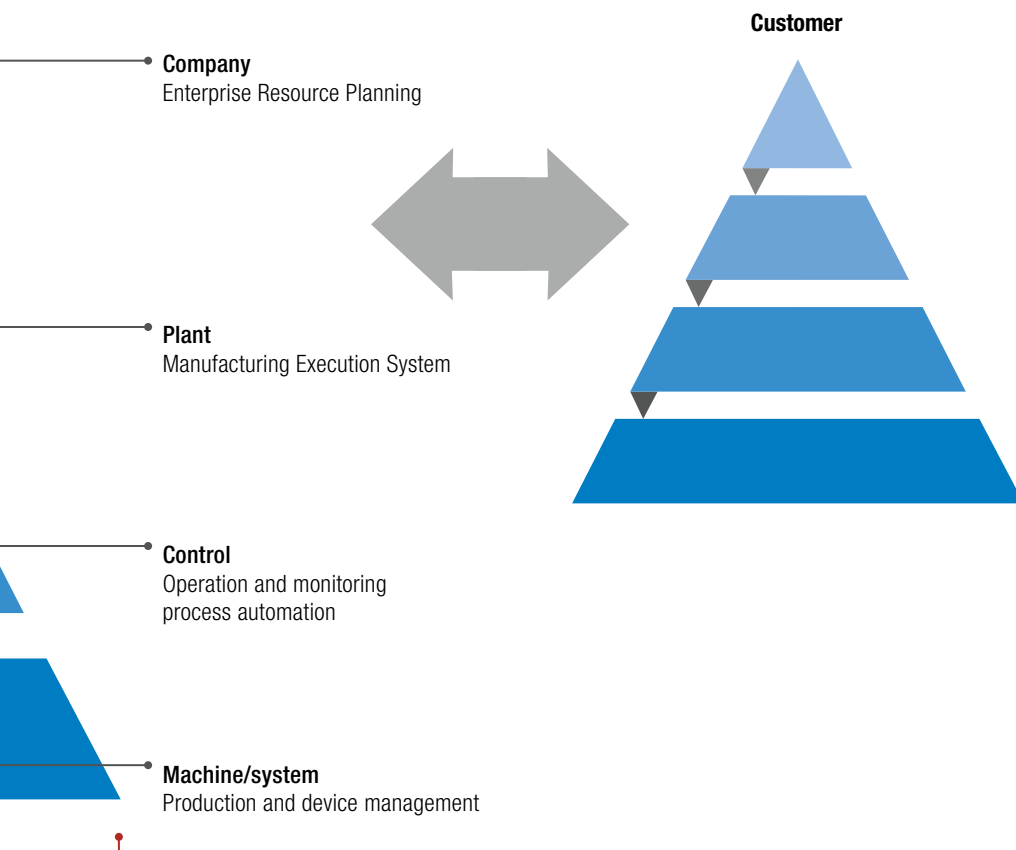 Customer
Company
Enterprise Resource Planning
Plant
Manufacturing Execution System
Control
Operation and monitoring
process automation
Machine/system
Production and device management